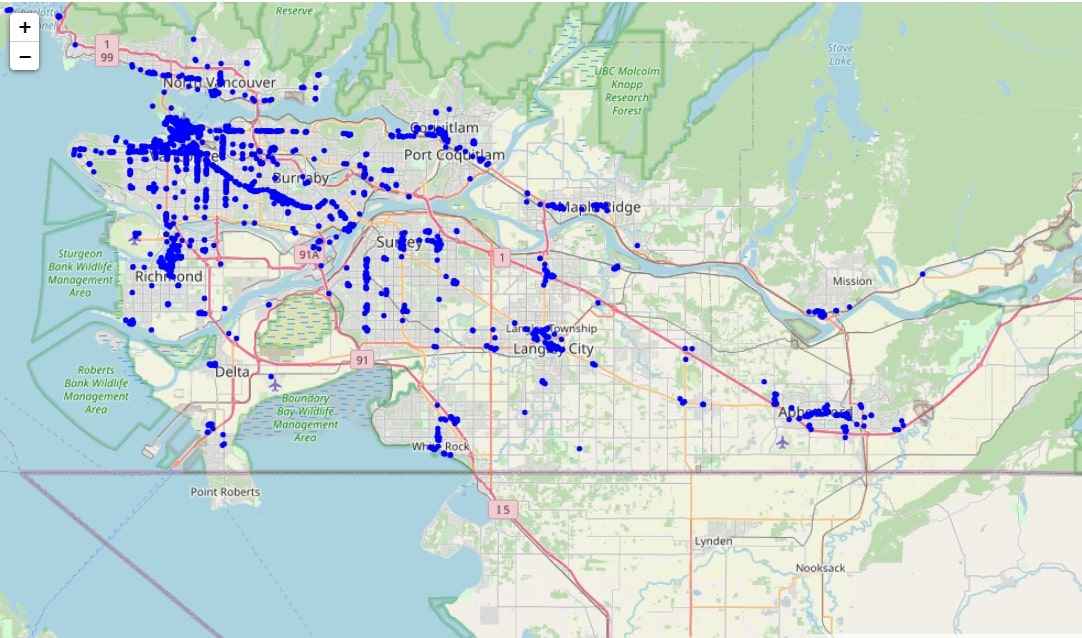 Reserve
+
−
1
99
North Vancouver
UBC Malcolm
Knapp
Research
Forest
Stave
Lake
Coquitlam
Port Coquitlam
Burnaby
Sturgeon
Bank Wildlife
Management
Area
91A
Surrey
1
Richmond
Mission
Langley Township
Langley City
91
Roberts
Bank Wildlife
Management
Area
Delta
Boundary
Bay Wildlife
Management
Area
Abbotsford
White Rock
Point Roberts
I 5
Lynden
Nooksack